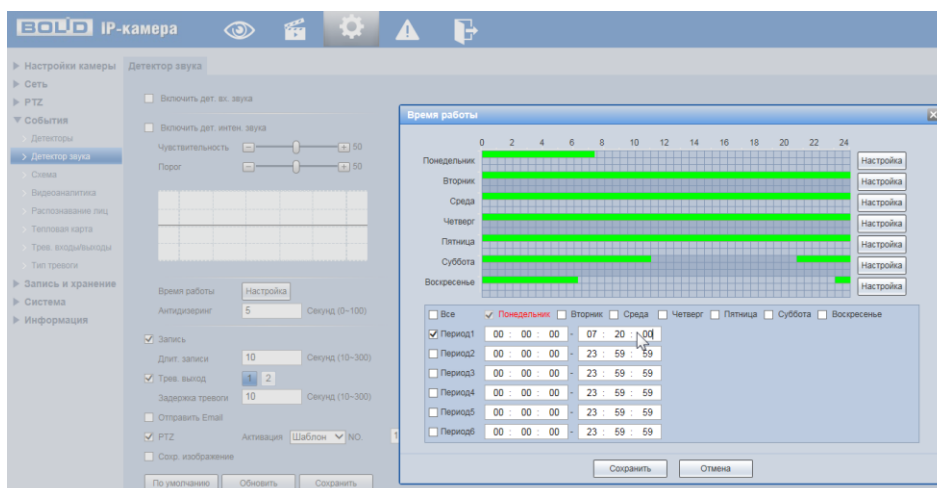 BOLID IP-камера
Настройки камеры
Сеть
PTZ
События
Детекторы
Детектор звука
Схема
Видеоаналитика
Распознавание лиц
Тепловая карта
Трев. входы/выходы
Тип тревоги
Запись и хранение
Система
Информация
Детектор звука
Включить дет. вх. звука
Включить дет. интен. звука
Чувствительность 50
Порог 50
Время работы Настройка
Антидизеринг 5 Секунд (0~100)
Запись
Длит. записи 10 Секунд (10~300)
Трев. выход 1 2
Задержка тревоги 10 Секунд (10~300)
Отправить Email
PTZ Активация Шаблон NO. 1
Сохр. изображение
По умолчанию Обновить Сохранить
Время работы
0 2 4 6 8 10 12 14 16 18 20 22 24
Понедельник Настройка
Вторник Настройка
Среда Настройка
Четверг Настройка
Пятница Настройка
Суббота Настройка
Воскресенье Настройка
Все Понедельник Вторник Среда Четверг Пятница Суббота Воскресенье
Период1 00 : 00 : 00 - 07 : 20 : 00
Период2 00 : 00 : 00 - 23 : 59 : 59
Период3 00 : 00 : 00 - 23 : 59 : 59
Период4 00 : 00 : 00 - 23 : 59 : 59
Период5 00 : 00 : 00 - 23 : 59 : 59
Период6 00 : 00 : 00 - 23 : 59 : 59
Сохранить Отмена